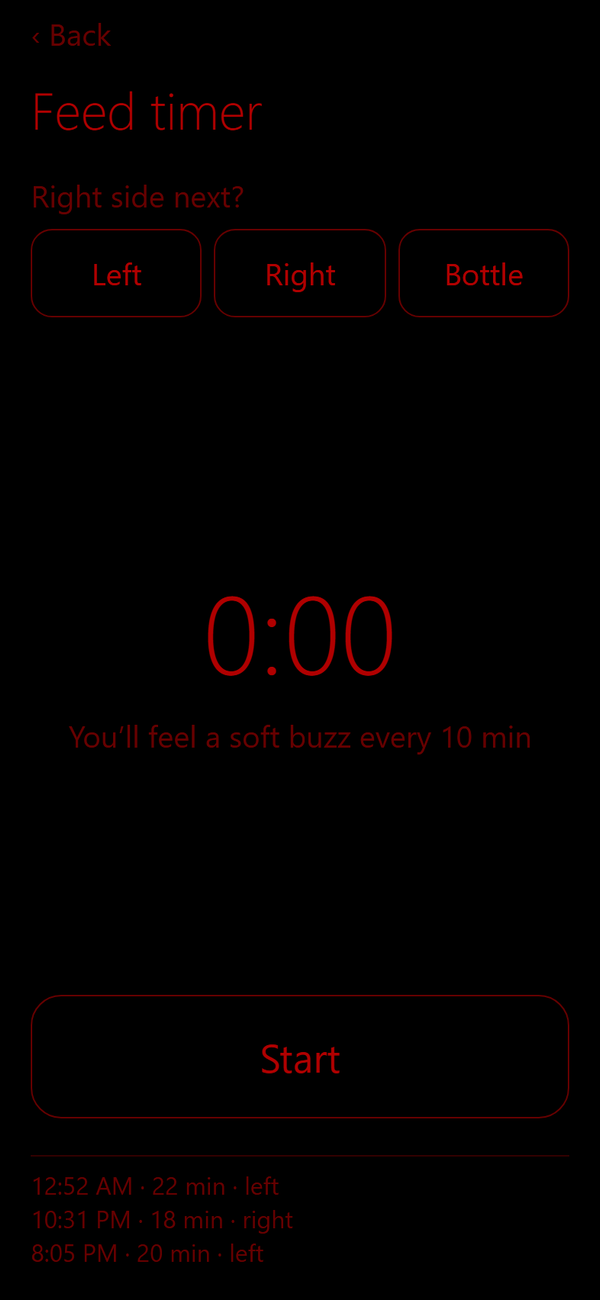 ‹ Back
Feed timer
Right side next?
Left Right Bottle
0:00
You’ll feel a soft buzz every 10 min
Start
12:52 AM · 22 min · left
10:31 PM · 18 min · right
8:05 PM · 20 min · left